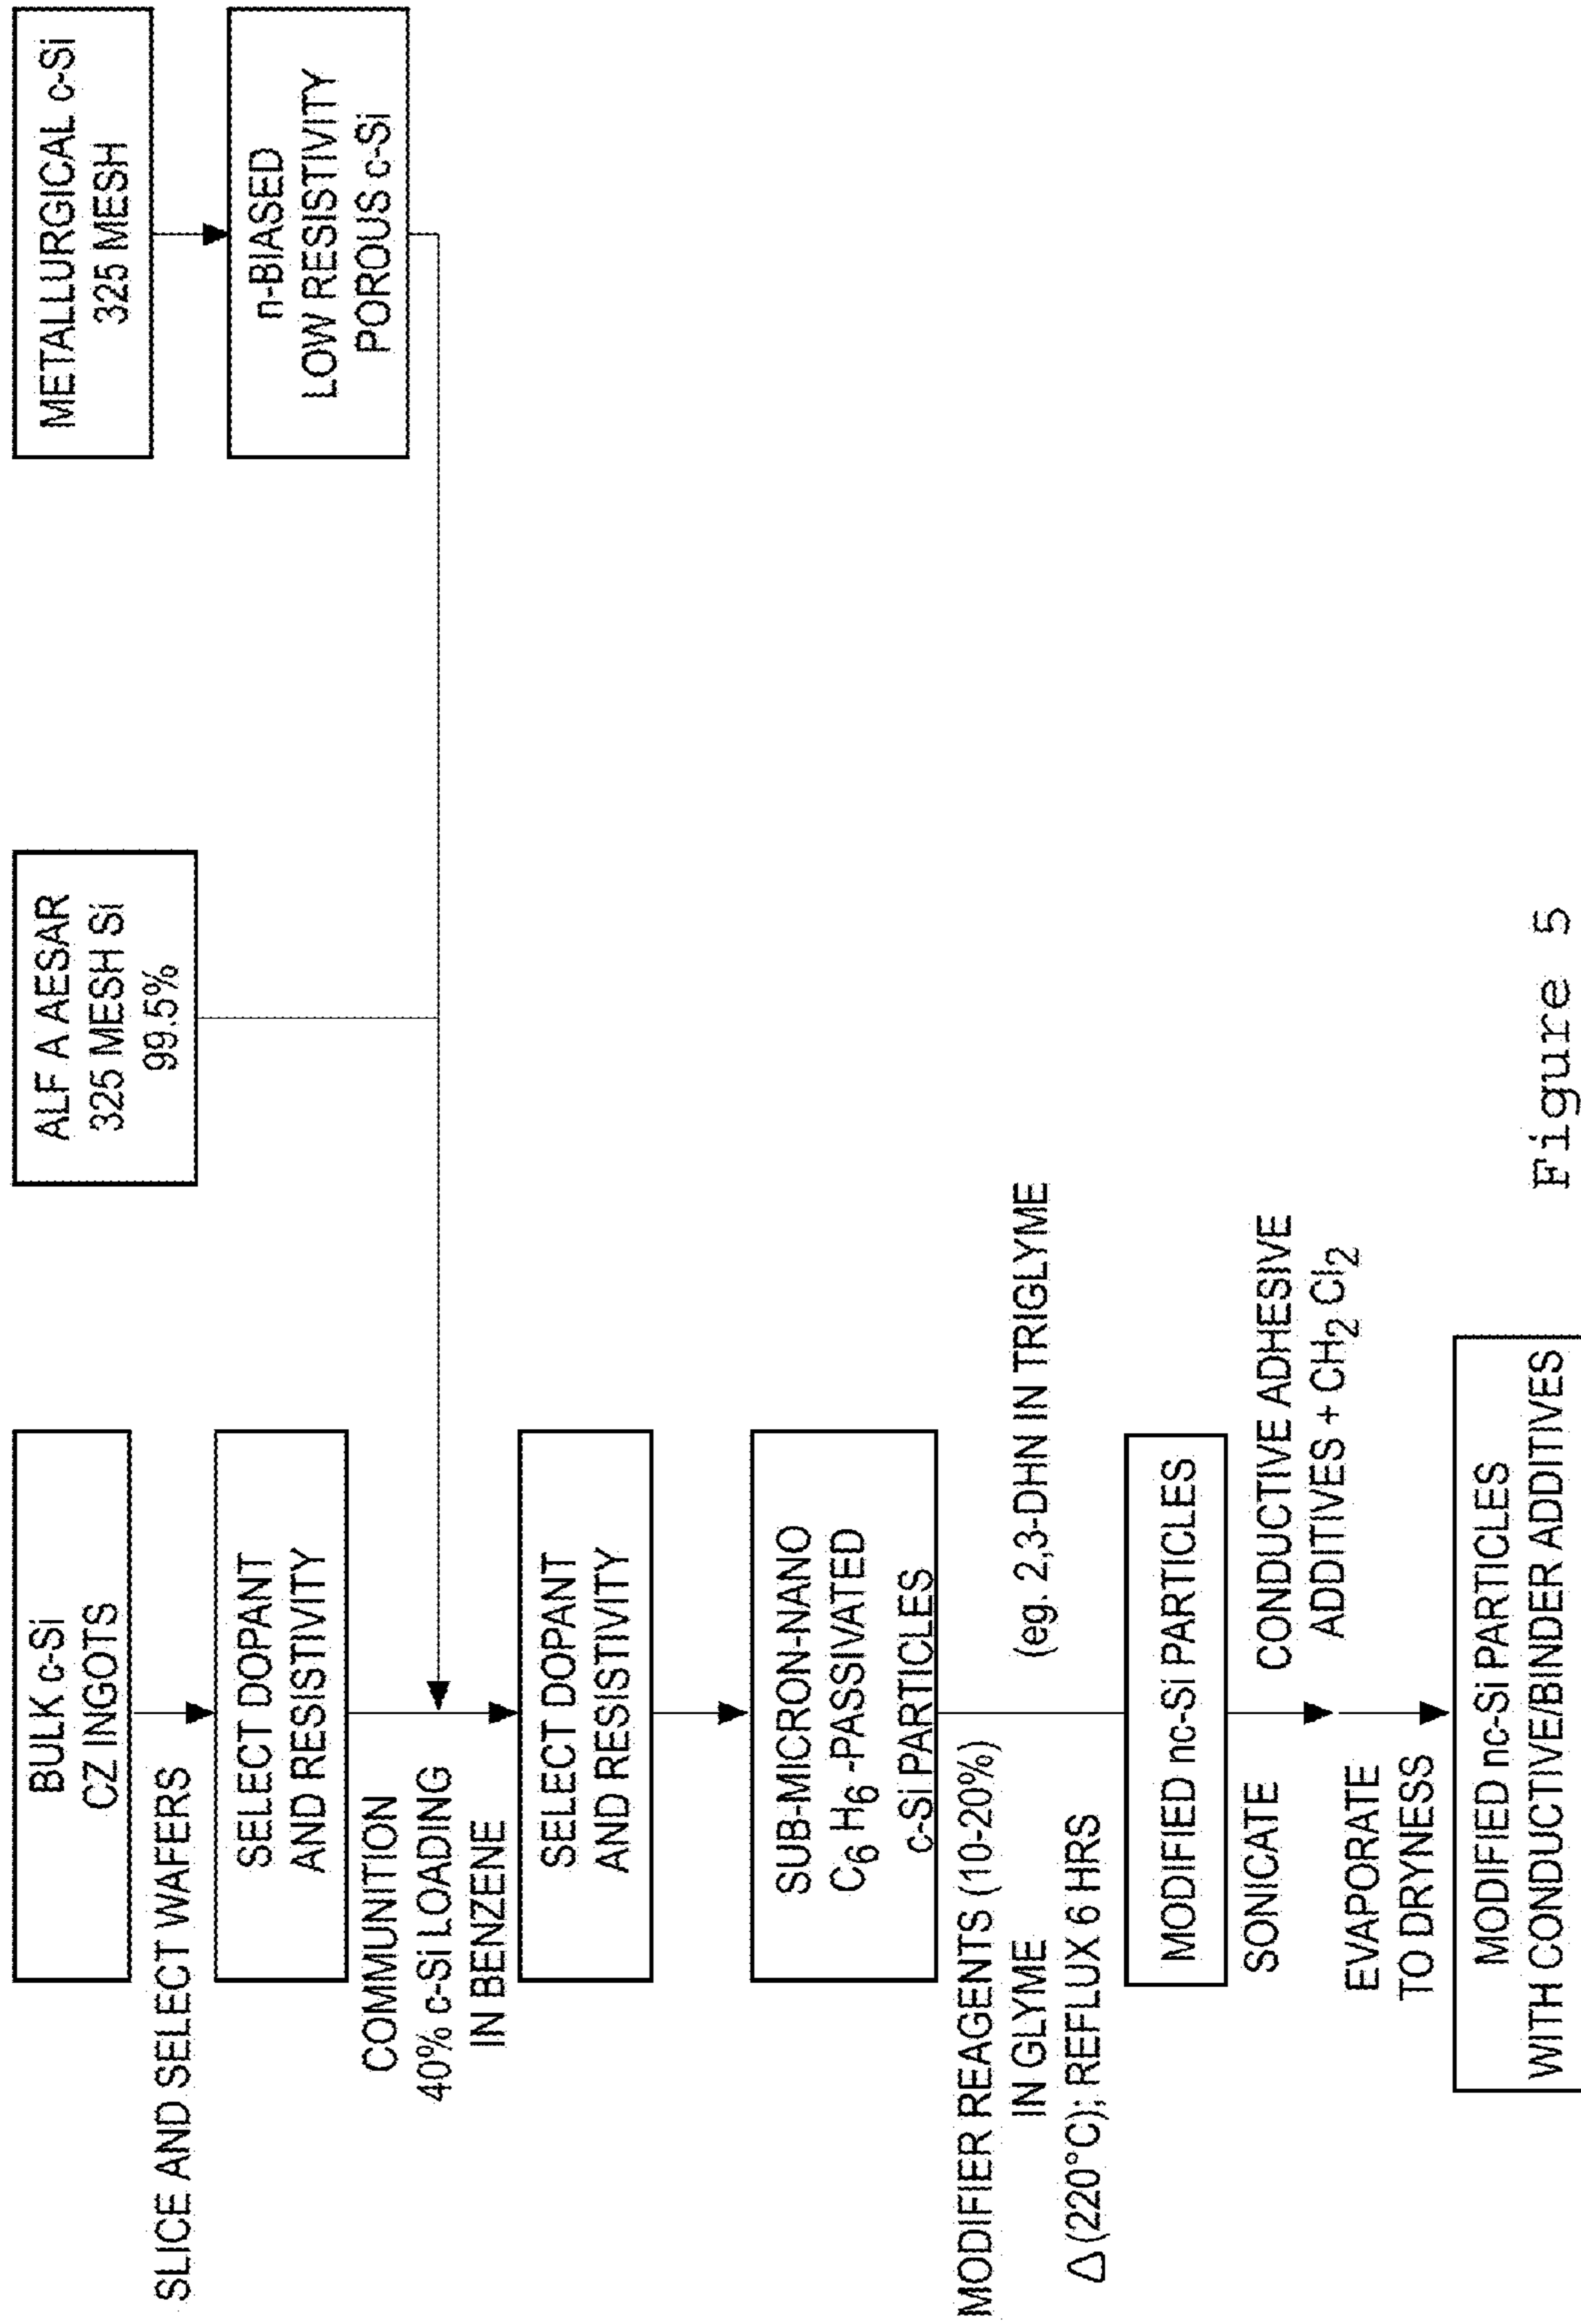 BULK c-Si
CZ INGOTS
ALF A AESAR
325 MESH Si
99.5%
METALLURGICAL c-Si
325 MESH
SLICE AND SELECT WAFERS
SELECT DOPANT
AND RESISTIVITY
n-BIASED
LOW RESISTIVITY
POROUS c-Si
COMMUNITION
40% c-Si LOADING
IN BENZENE
SELECT DOPANT
AND RESISTIVITY
SUB-MICRON-NANO
C6 H6 -PASSIVATED
c-Si PARTICLES
MODIFIER REAGENTS (10-20%)
IN GLYME
Δ (220°C); REFLUX 6 HRS
(eg. 2,3-DHN IN TRIGLYME
MODIFIED nc-Si PARTICLES
SONICATE
CONDUCTIVE ADHESIVE
ADDITIVES + CH2 Cl2
EVAPORATE
TO DRYNESS
MODIFIED nc-Si PARTICLES
WITH CONDUCTIVE/BINDER ADDITIVES
Figure 5